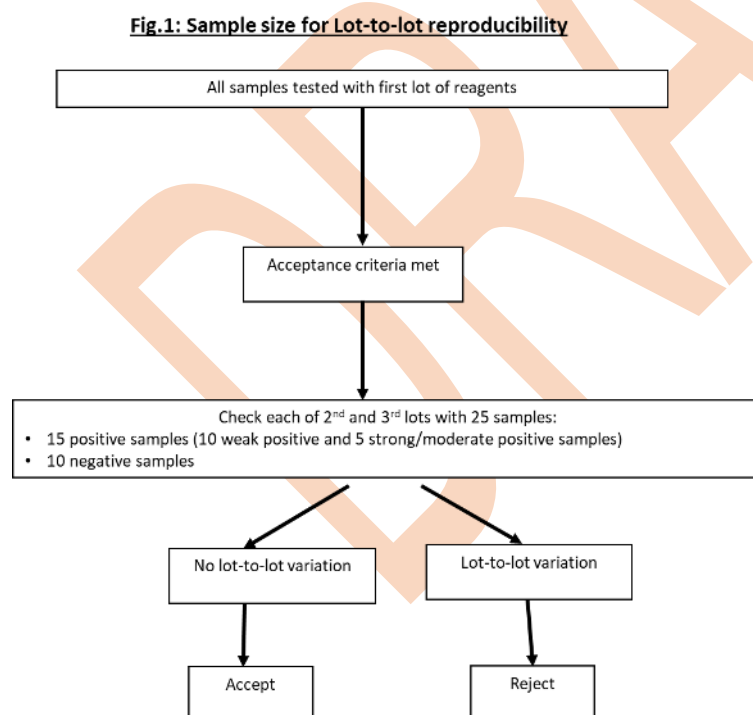 Fig.1: Sample size for Lot-to-lot reproducibility
All samples tested with first lot of reagents
Acceptance criteria met
Check each of 2nd and 3rd lots with 25 samples:
• 15 positive samples (10 weak positive and 5 strong/moderate positive samples)
• 10 negative samples
No lot-to-lot variation
Lot-to-lot variation
Accept
Reject